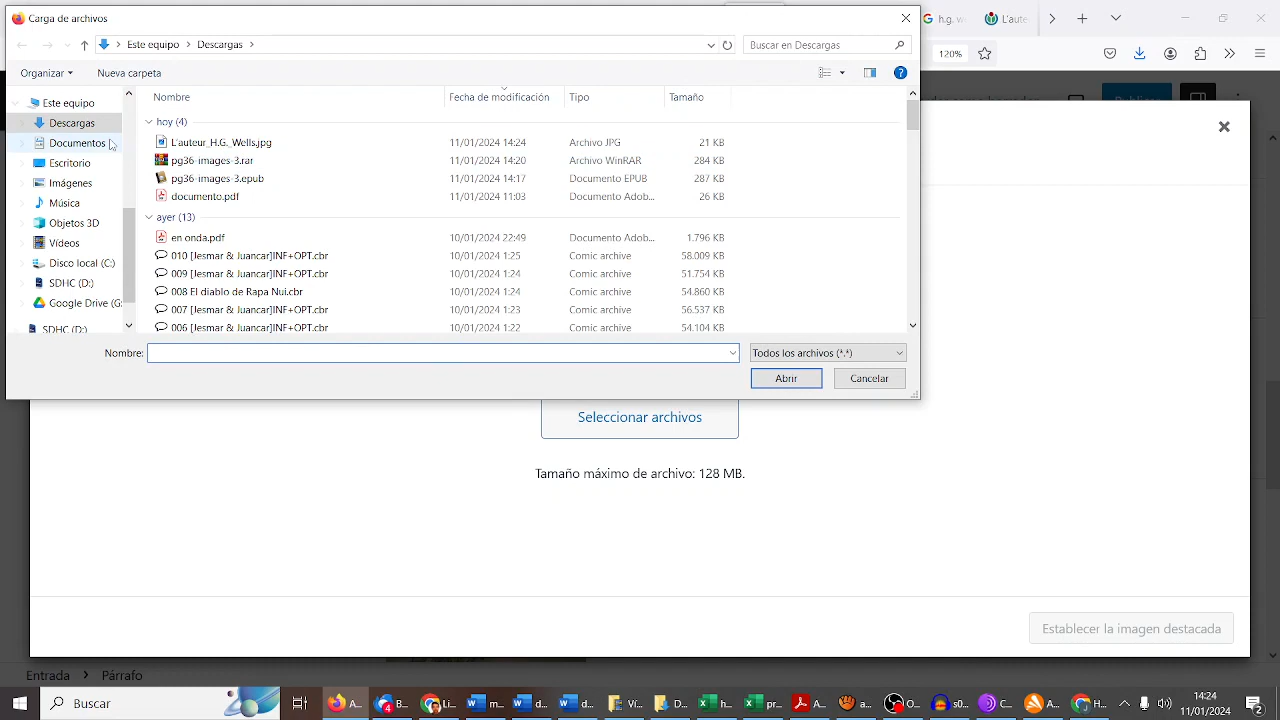 Carga de archivos
g h.g. w
L'aute
Este equipo > Descargas >
Buscar en Descargas
120%
Organizar
Nueva carpeta
Este equipo
Descargas
Documentos
Escritorio
Imágenes
Música
Objetos 3D
Vídeos
Disco local (C:)
SDHC (D:)
Google Drive (G:
SDHC (D:)
Nombre Fecha de modificación Tipo Tamaño
hoy (4)
L'auteur_H.G._Wells.jpg 11/01/2024 14:24 Archivo JPG 21 KB
pg36-images-3.rar 11/01/2024 14:20 Archivo WinRAR 284 KB
pg36-images-3.epub 11/01/2024 14:17 Documento EPUB 287 KB
documento.pdf 11/01/2024 11:03 Documento Adob... 26 KB
ayer (13)
en onda.pdf 10/01/2024 22:49 Documento Adob... 1.796 KB
010 [Jesmar & Juancar]INF+OPT.cbr 10/01/2024 1:25 Comic archive 58.009 KB
009 [Jesmar & Juancar]INF+OPT.cbr 10/01/2024 1:24 Comic archive 51.754 KB
008 El diablo de Rapa Nui.cbr 10/01/2024 1:24 Comic archive 54.860 KB
007 [Jesmar & Juancar]INF+OPT.cbr 10/01/2024 1:23 Comic archive 56.537 KB
006 [Jesmar & Juancar]INF+OPT.cbr 10/01/2024 1:22 Comic archive 54.104 KB
Nombre:
Todos los archivos (*.*)
Abrir
Cancelar
Seleccionar archivos
Tamaño máximo de archivo: 128 MB.
Establecer la imagen destacada
Entrada > Párrafo
Buscar
A... B... H... d... d... d... Vi... D... E... pr... A... a... O... s0... A... H...
14:24
11/01/2024
2